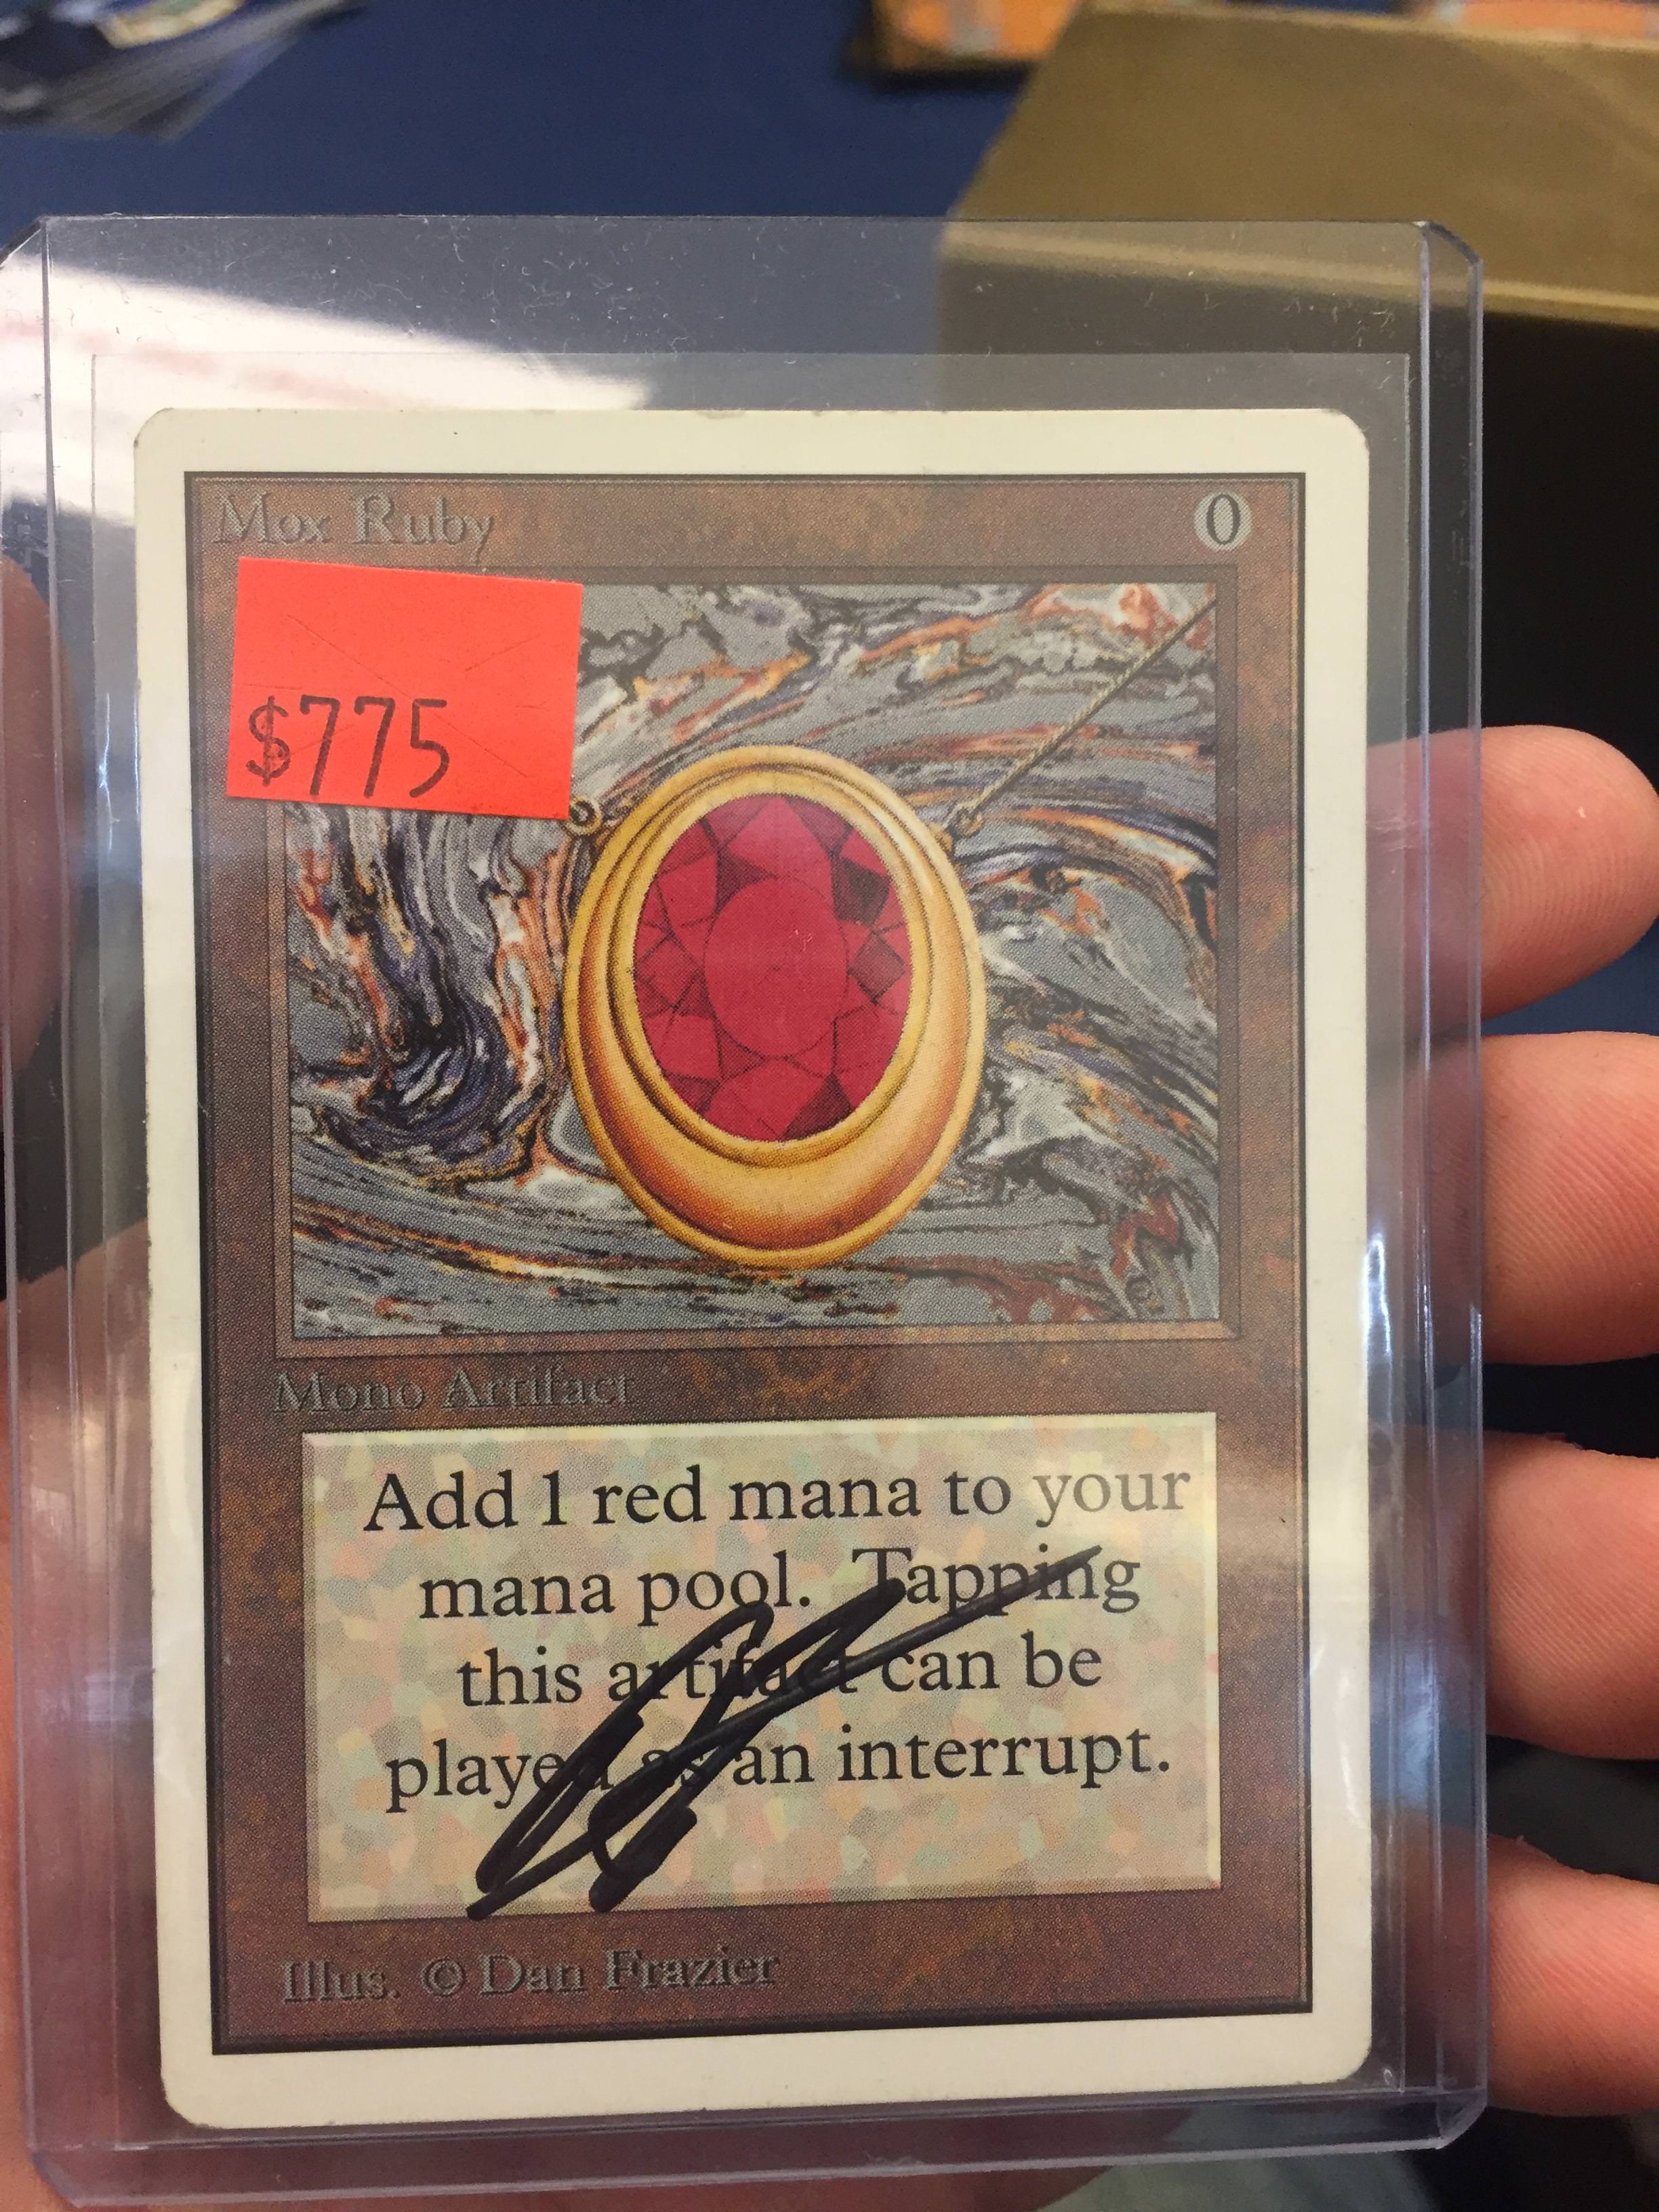 Mox Ruby 0
$775
Mono Artifact
Add 1 red mana to your
mana pool. Tapping
this artifact can be
played as an interrupt.
Illus. © Dan Frazier